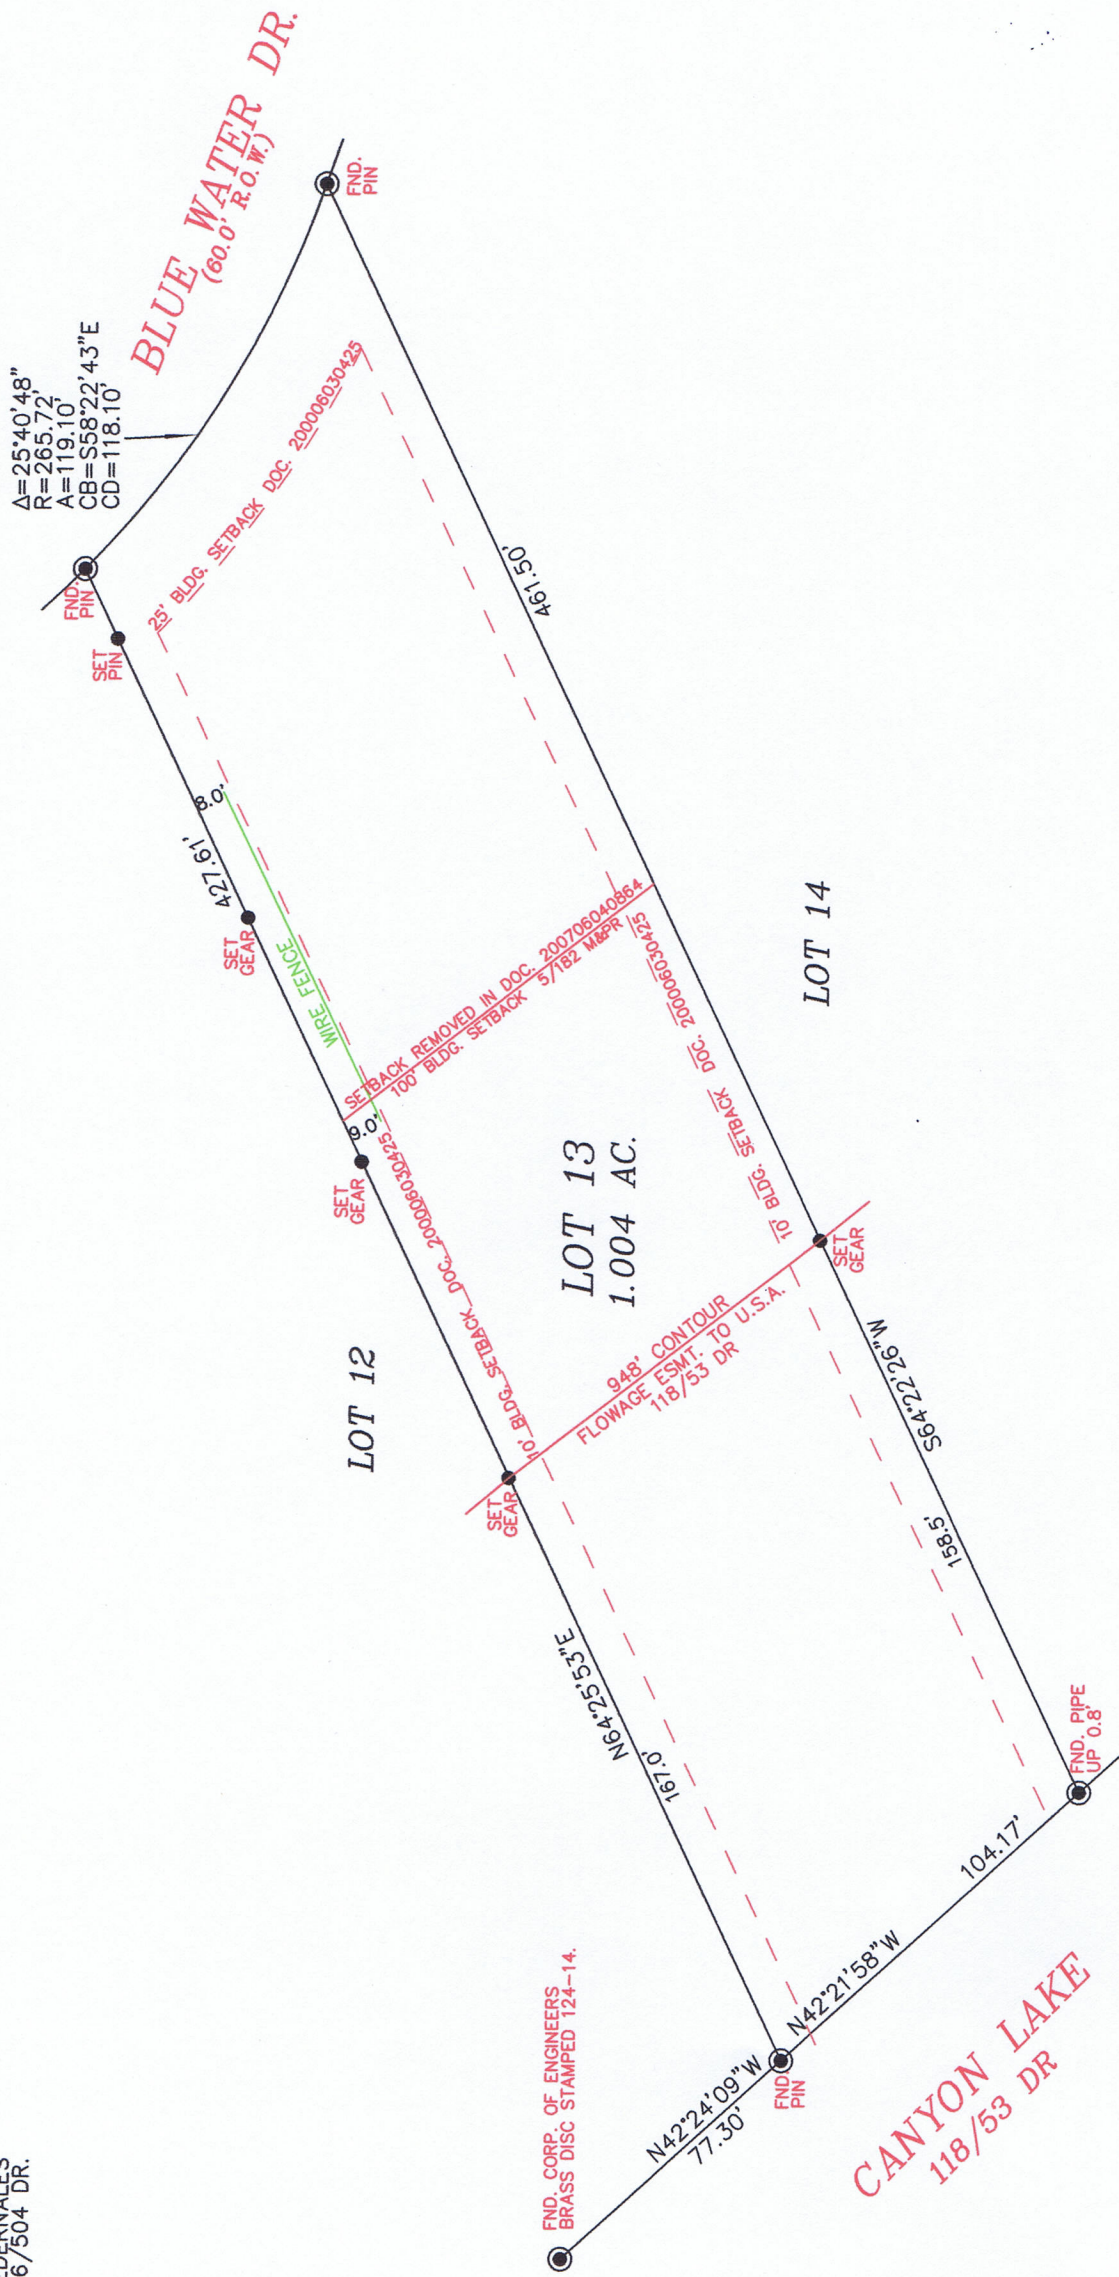 Δ=25°40'48"
R=265.72'
A=119.10'
CB=S58°22'43"E
CD=118.10'
BLUE WATER DR.
(60.0' R.O.W.)
FND.
PIN
FND.
PIN
SET
PIN
25' BLDG. SETBACK DOC. 200006030425
8.0'
427.61'
461.50'
SET
GEAR
WIRE FENCE
SETBACK REMOVED IN DOC. 200706040864
100' BLDG. SETBACK 5/182 M&PR
9.0'
SET
GEAR
10' BLDG. SETBACK DOC. 200006030425
10' BLDG. SETBACK DOC. 200006030425
LOT 14
LOT 13
1.004 AC.
LOT 12
948' CONTOUR
FLOWAGE ESMT. TO U.S.A.
118/53 DR
SET
GEAR
SET
GEAR
S64°22'26"W
158.5'
N64°25'53"E
167.0'
FND. PIPE
UP 0.8'
104.17'
N42°21'58"W
FND.
PIN
N42°24'09"W
77.30'
FND. CORP. OF ENGINEERS
BRASS DISC STAMPED 124-14.
CANYON LAKE
118/53 DR
6/504 DR.